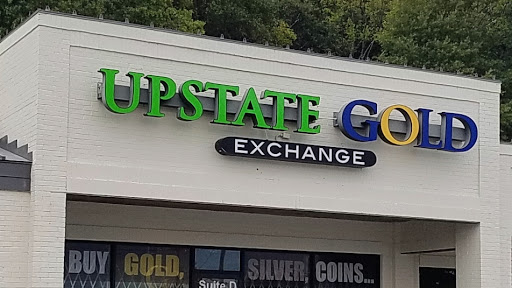 UPSTATE GOLD
EXCHANGE
BUY GOLD, SILVER, COINS...
Suite D